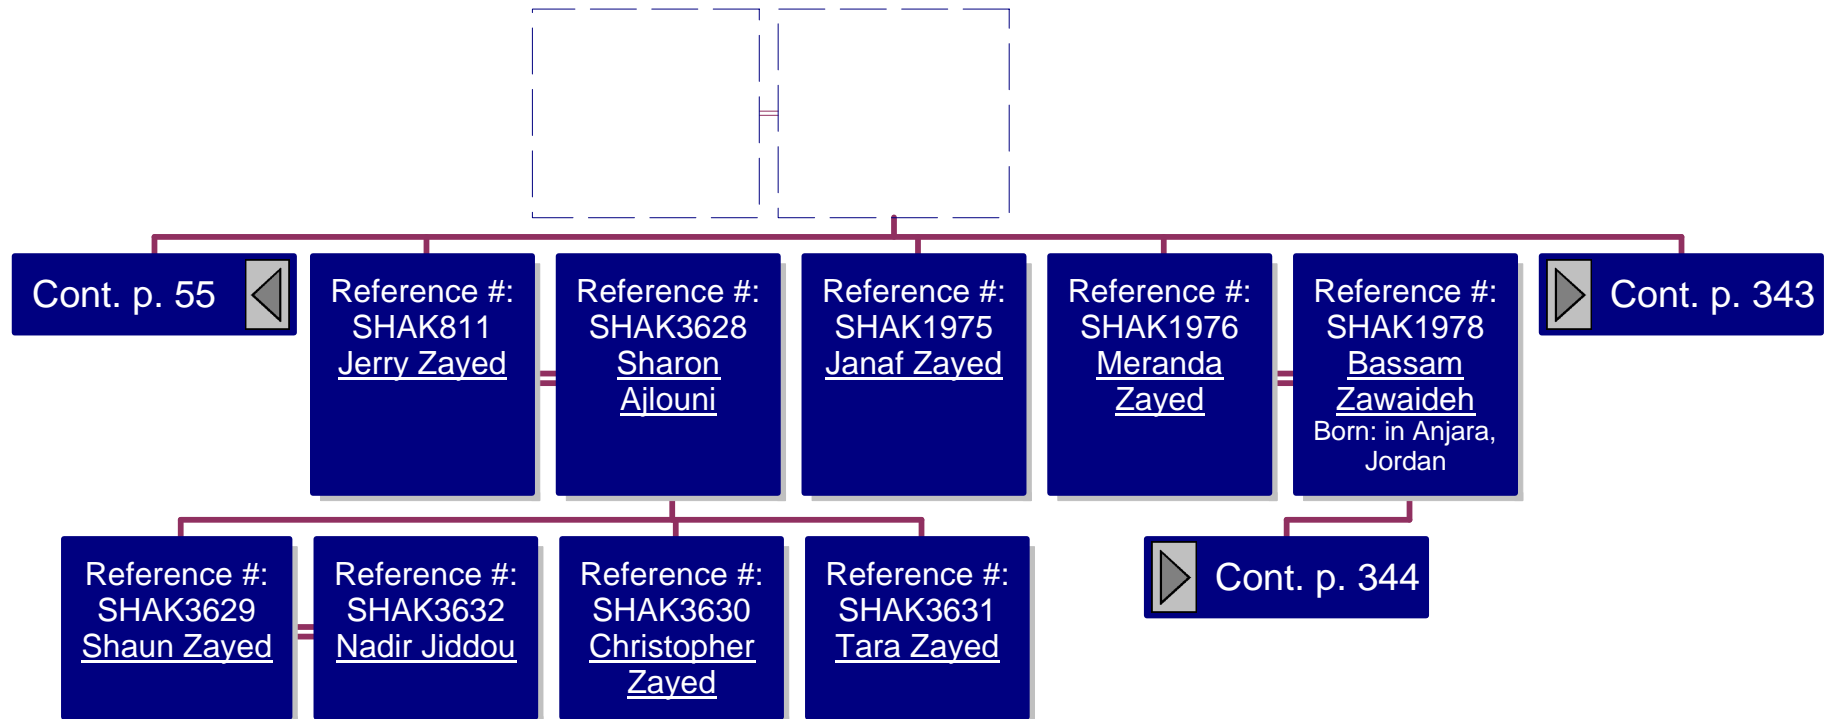 Cont. p. 55
Reference #:
SHAK811
Jerry Zayed
Reference #:
SHAK3628
Sharon
Ajlouni
Reference #:
SHAK1975
Janaf Zayed
Reference #:
SHAK1976
Meranda
Zayed
Reference #:
SHAK1978
Bassam
Zawaideh
Born: in Anjara,
Jordan
Cont. p. 343
Reference #:
SHAK3629
Shaun Zayed
Reference #:
SHAK3632
Nadir Jiddou
Reference #:
SHAK3630
Christopher
Zayed
Reference #:
SHAK3631
Tara Zayed
Cont. p. 344